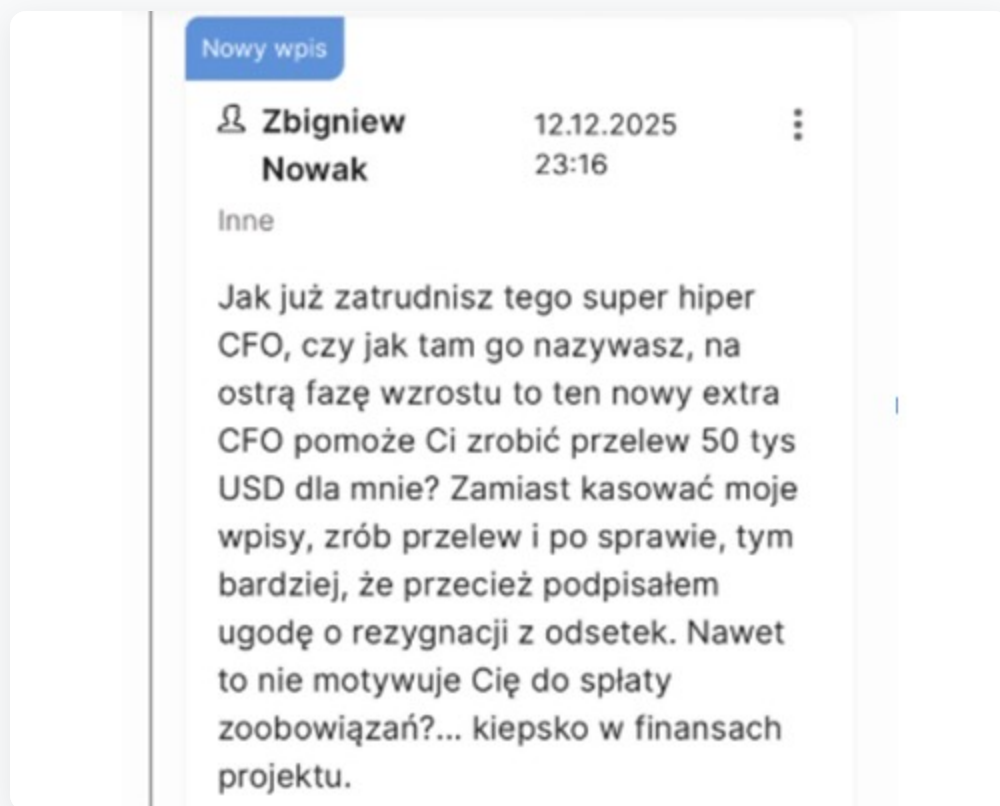 Nowy wpis
Zbigniew
Nowak
12.12.2025
23:16
Inne
Jak już zatrudnisz tego super hiper
CFO, czy jak tam go nazywasz, na
ostrą fazę wzrostu to ten nowy extra
CFO pomoże Ci zrobić przelew 50 tys
USD dla mnie? Zamiast kasować moje
wpisy, zrób przelew i po sprawie, tym
bardziej, że przecież podpisałem
ugodę o rezygnacji z odsetek. Nawet
to nie motywuje Cię do spłaty
zoobowiązań?... kiepsko w finansach
projektu.